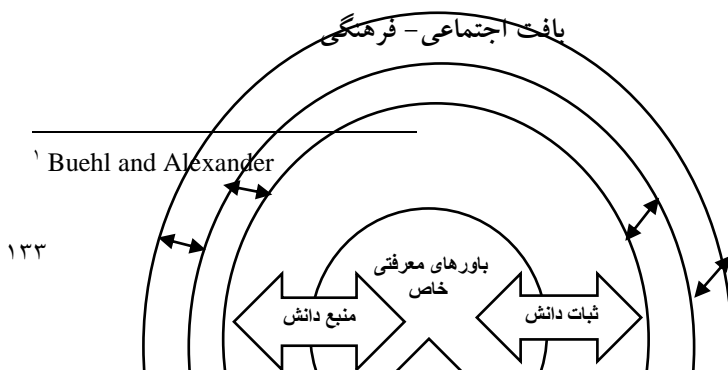 بافت اجتماعی- فرهنگی
۱ Buehl and Alexander
۱۳۳
باورهای معرفتی
خاص
ثبات دانش
منبع دانش